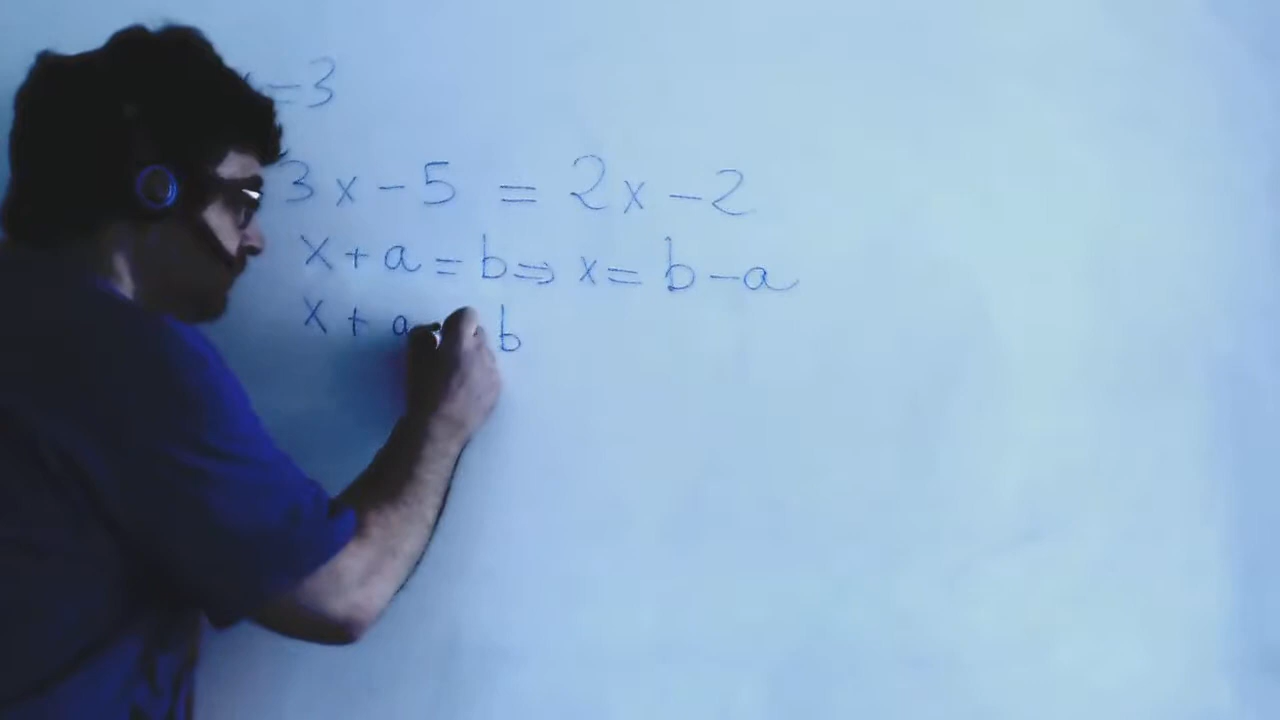 =3
3x-5 = 2x-2
x+a=b⇒x=b-a
x+a b